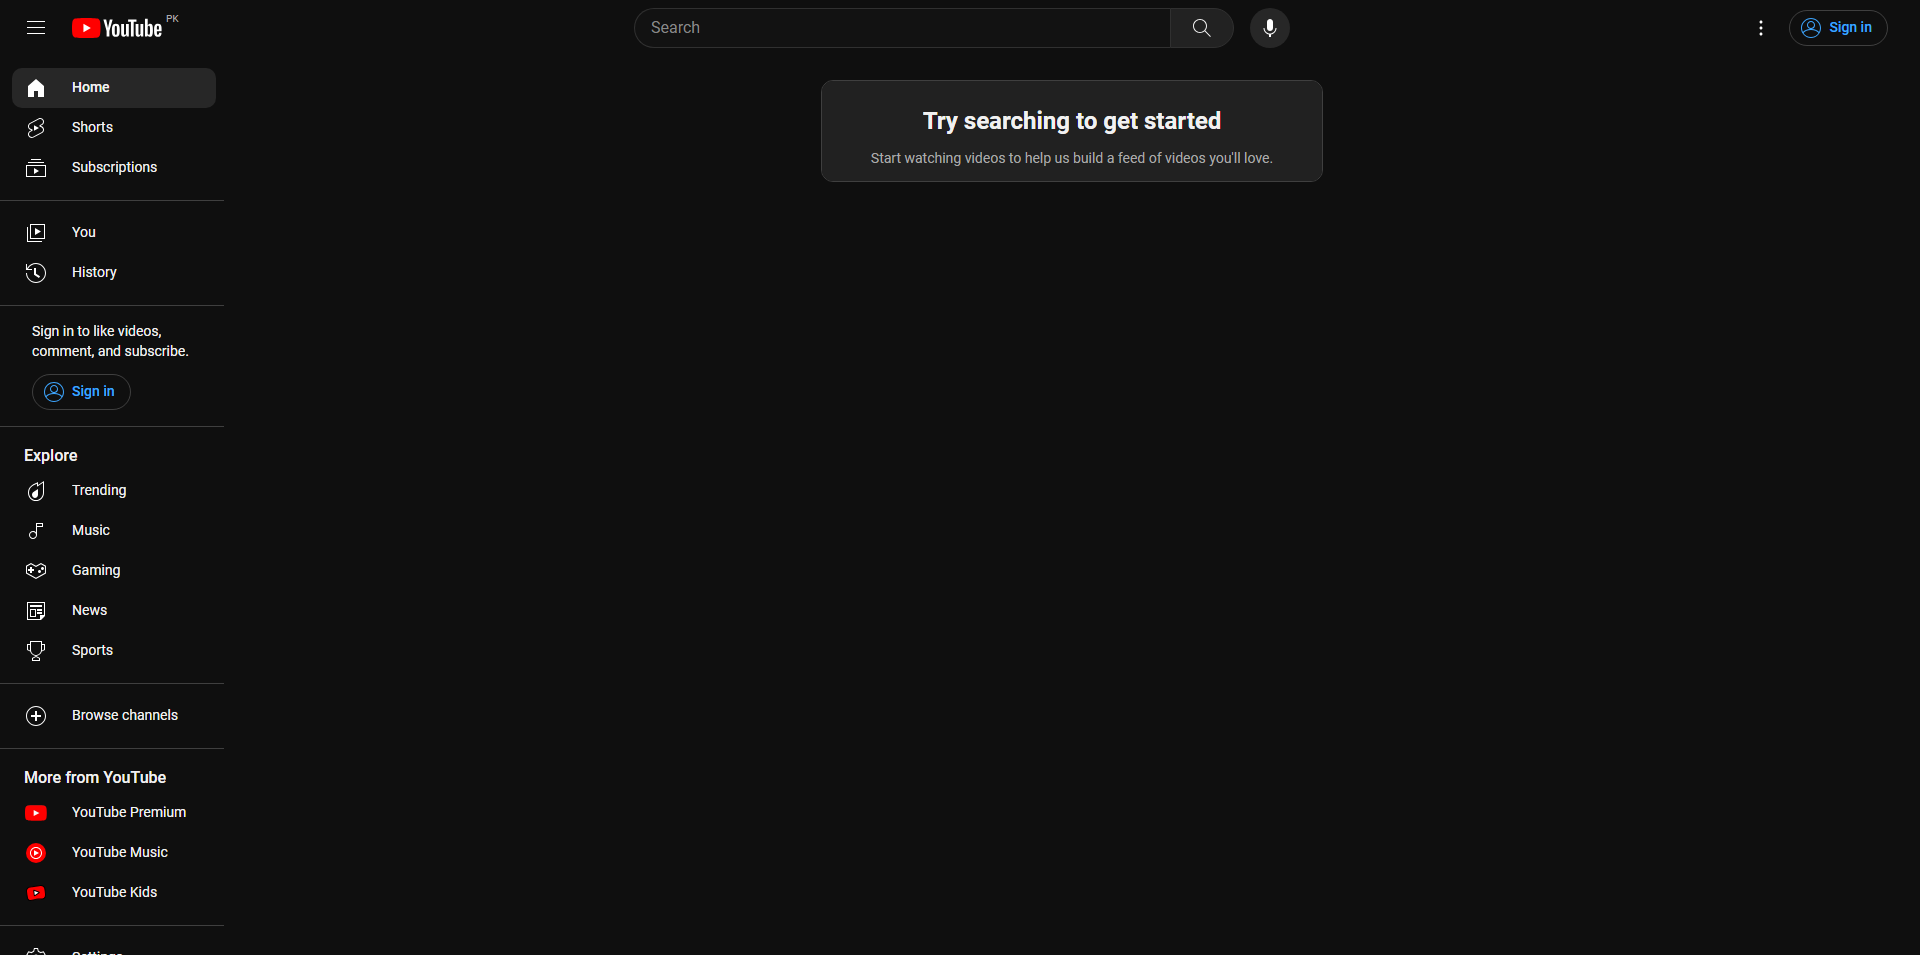 YouTube PK
Search
Sign in
Home
Shorts
Subscriptions
You
History
Sign in to like videos,
comment, and subscribe.
Sign in
Explore
Trending
Music
Gaming
News
Sports
Browse channels
More from YouTube
YouTube Premium
YouTube Music
YouTube Kids
Settings
Try searching to get started
Start watching videos to help us build a feed of videos you'll love.